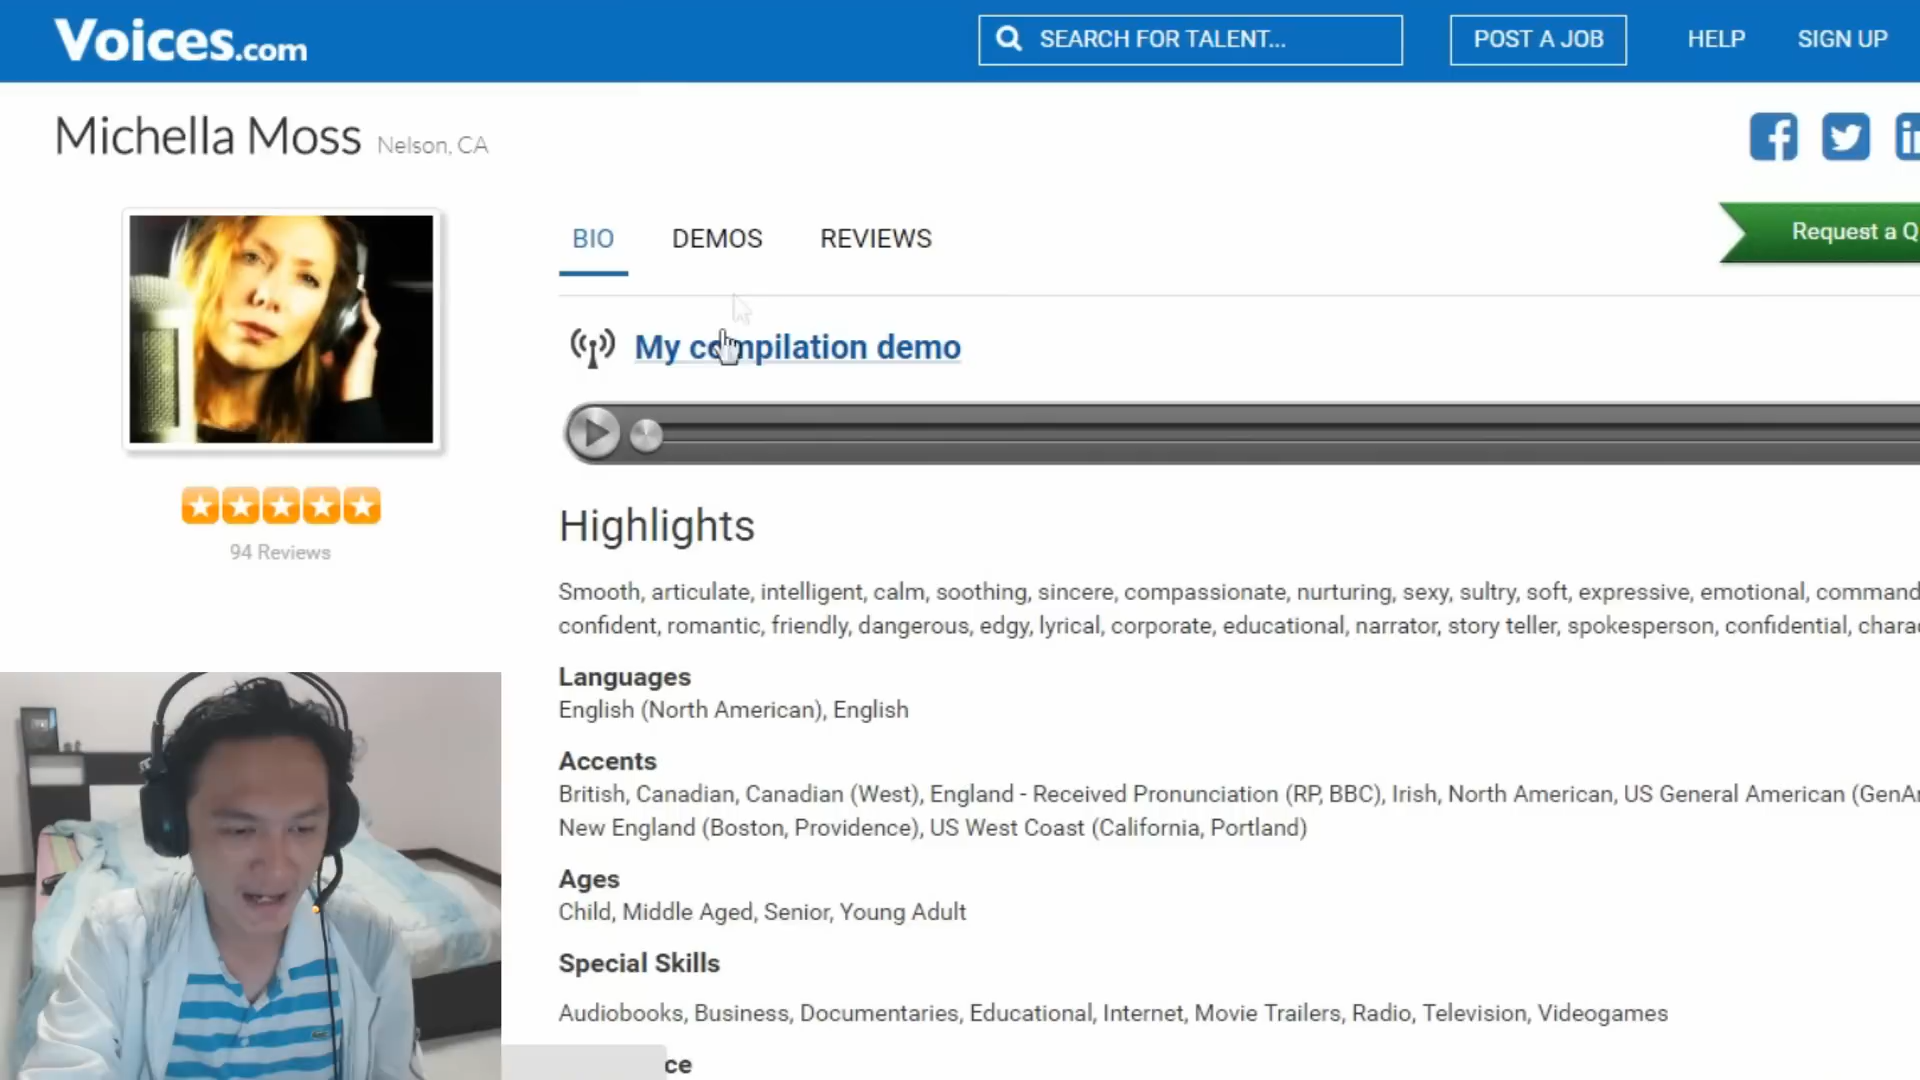 Voices.com
SEARCH FOR TALENT...
POST A JOB
HELP
SIGN UP
Michella Moss
Nelson, CA
BIO
DEMOS
REVIEWS
Request a Q
My compilation demo
94 Reviews
Highlights
Smooth, articulate, intelligent, calm, soothing, sincere, compassionate, nurturing, sexy, sultry, soft, expressive, emotional, command
confident, romantic, friendly, dangerous, edgy, lyrical, corporate, educational, narrator, story teller, spokesperson, confidential, chara
Languages
English (North American), English
Accents
British, Canadian, Canadian (West), England - Received Pronunciation (RP, BBC), Irish, North American, US General American (GenA
New England (Boston, Providence), US West Coast (California, Portland)
Ages
Child, Middle Aged, Senior, Young Adult
Special Skills
Audiobooks, Business, Documentaries, Educational, Internet, Movie Trailers, Radio, Television, Videogames
ce